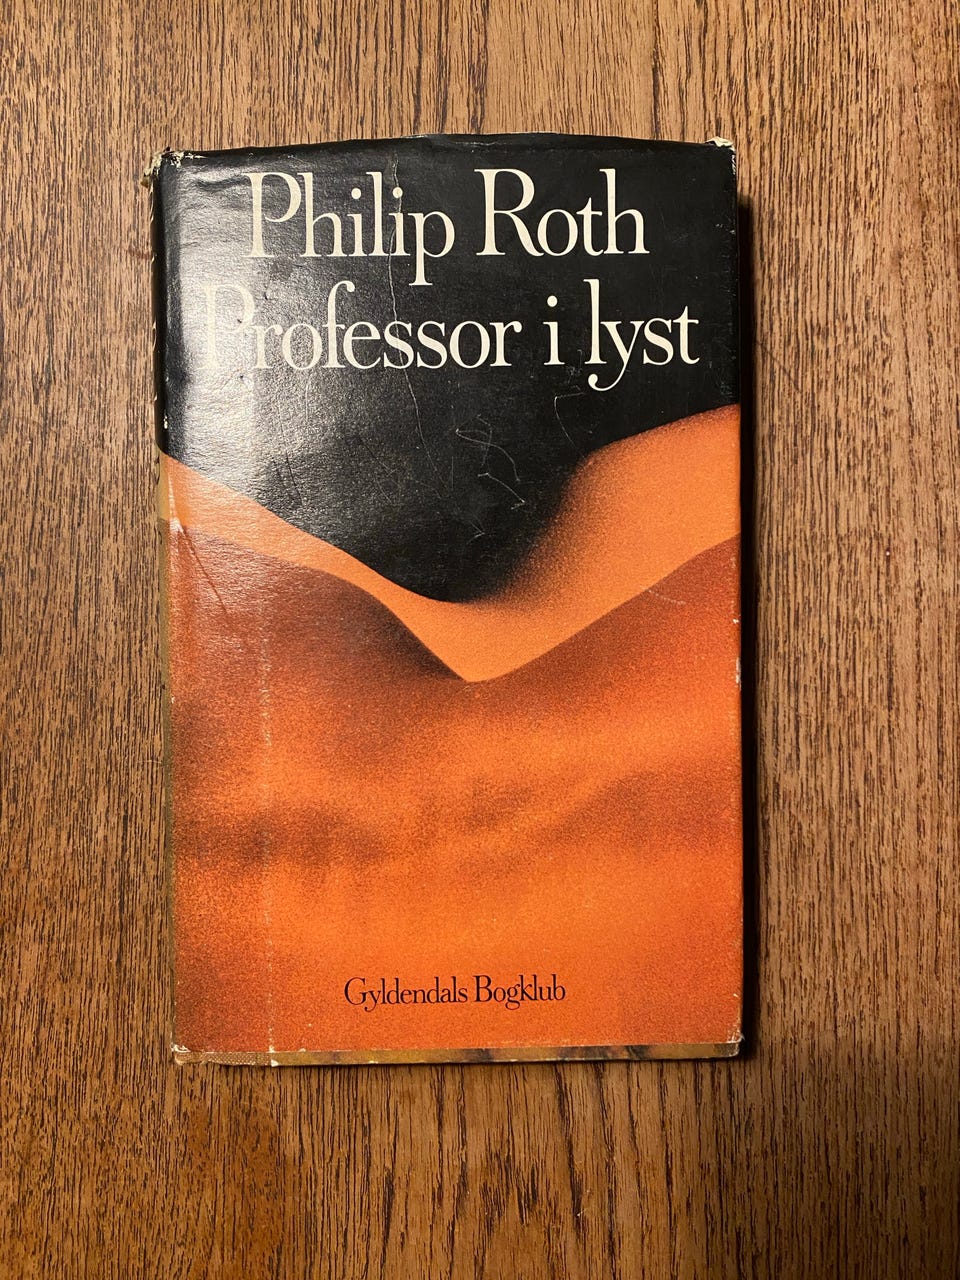 Philip Roth
Professor i lyst
Gyldendals Bogklub